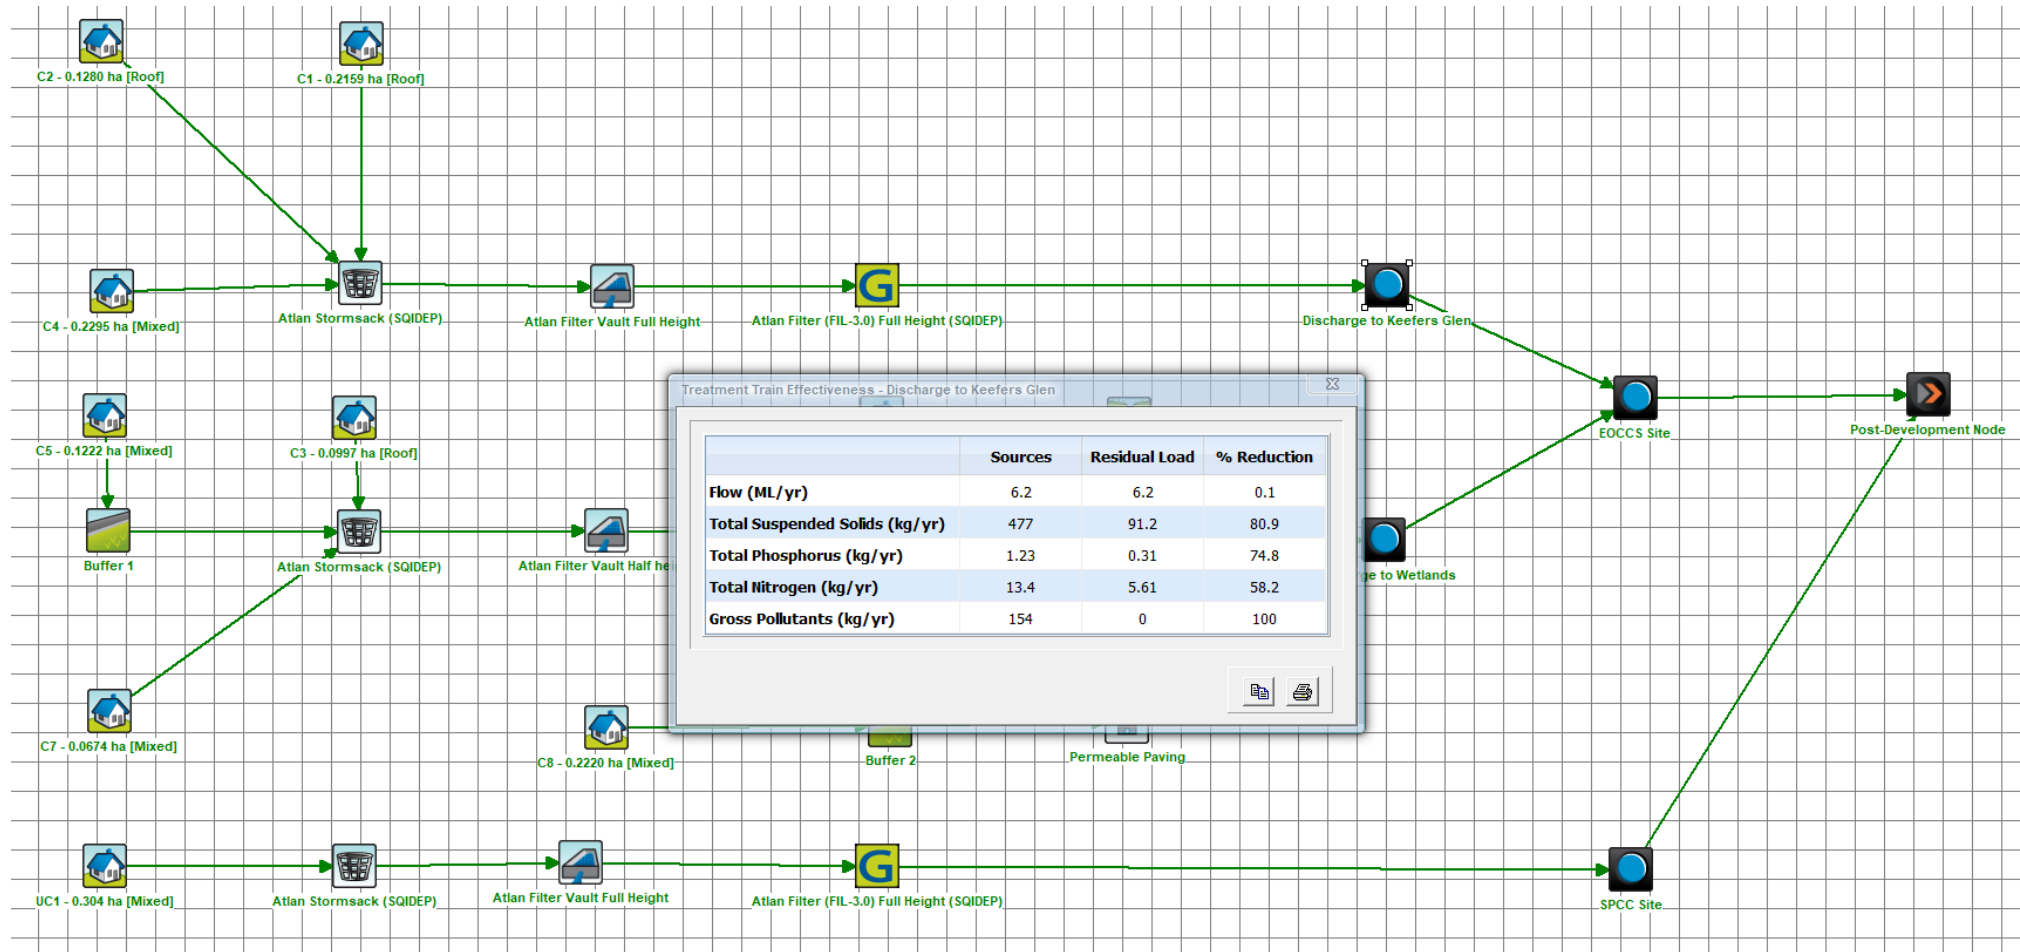 C2 - 0.1280 ha [Roof]
C1 - 0.2159 ha [Roof]
C4 - 0.2295 ha [Mixed]
Atlan Stormsack (SQIDEP)
Atlan Filter Vault Full Height
Atlan Filter (FIL-3.0) Full Height (SQIDEP)
Discharge to Keefers Glen
Treatment Train Effectiveness - Discharge to Keefers Glen
Sources Residual Load % Reduction
Flow (ML/yr) 6.2 6.2 0.1
Total Suspended Solids (kg/yr) 477 91.2 80.9
Total Phosphorus (kg/yr) 1.23 0.31 74.8
Total Nitrogen (kg/yr) 13.4 5.61 58.2
Gross Pollutants (kg/yr) 154 0 100
EOCCS Site
Post-Development Node
C5 - 0.1222 ha [Mixed]
C3 - 0.0997 ha [Roof]
Buffer 1
Atlan Stormsack (SQIDEP)
Atlan Filter Vault Half hei
ge to Wetlands
C7 - 0.0674 ha [Mixed]
C8 - 0.2220 ha [Mixed]
Buffer 2
Permeable Paving
UC1 - 0.304 ha [Mixed]
Atlan Stormsack (SQIDEP)
Atlan Filter Vault Full Height
Atlan Filter (FIL-3.0) Full Height (SQIDEP)
SPCC Site